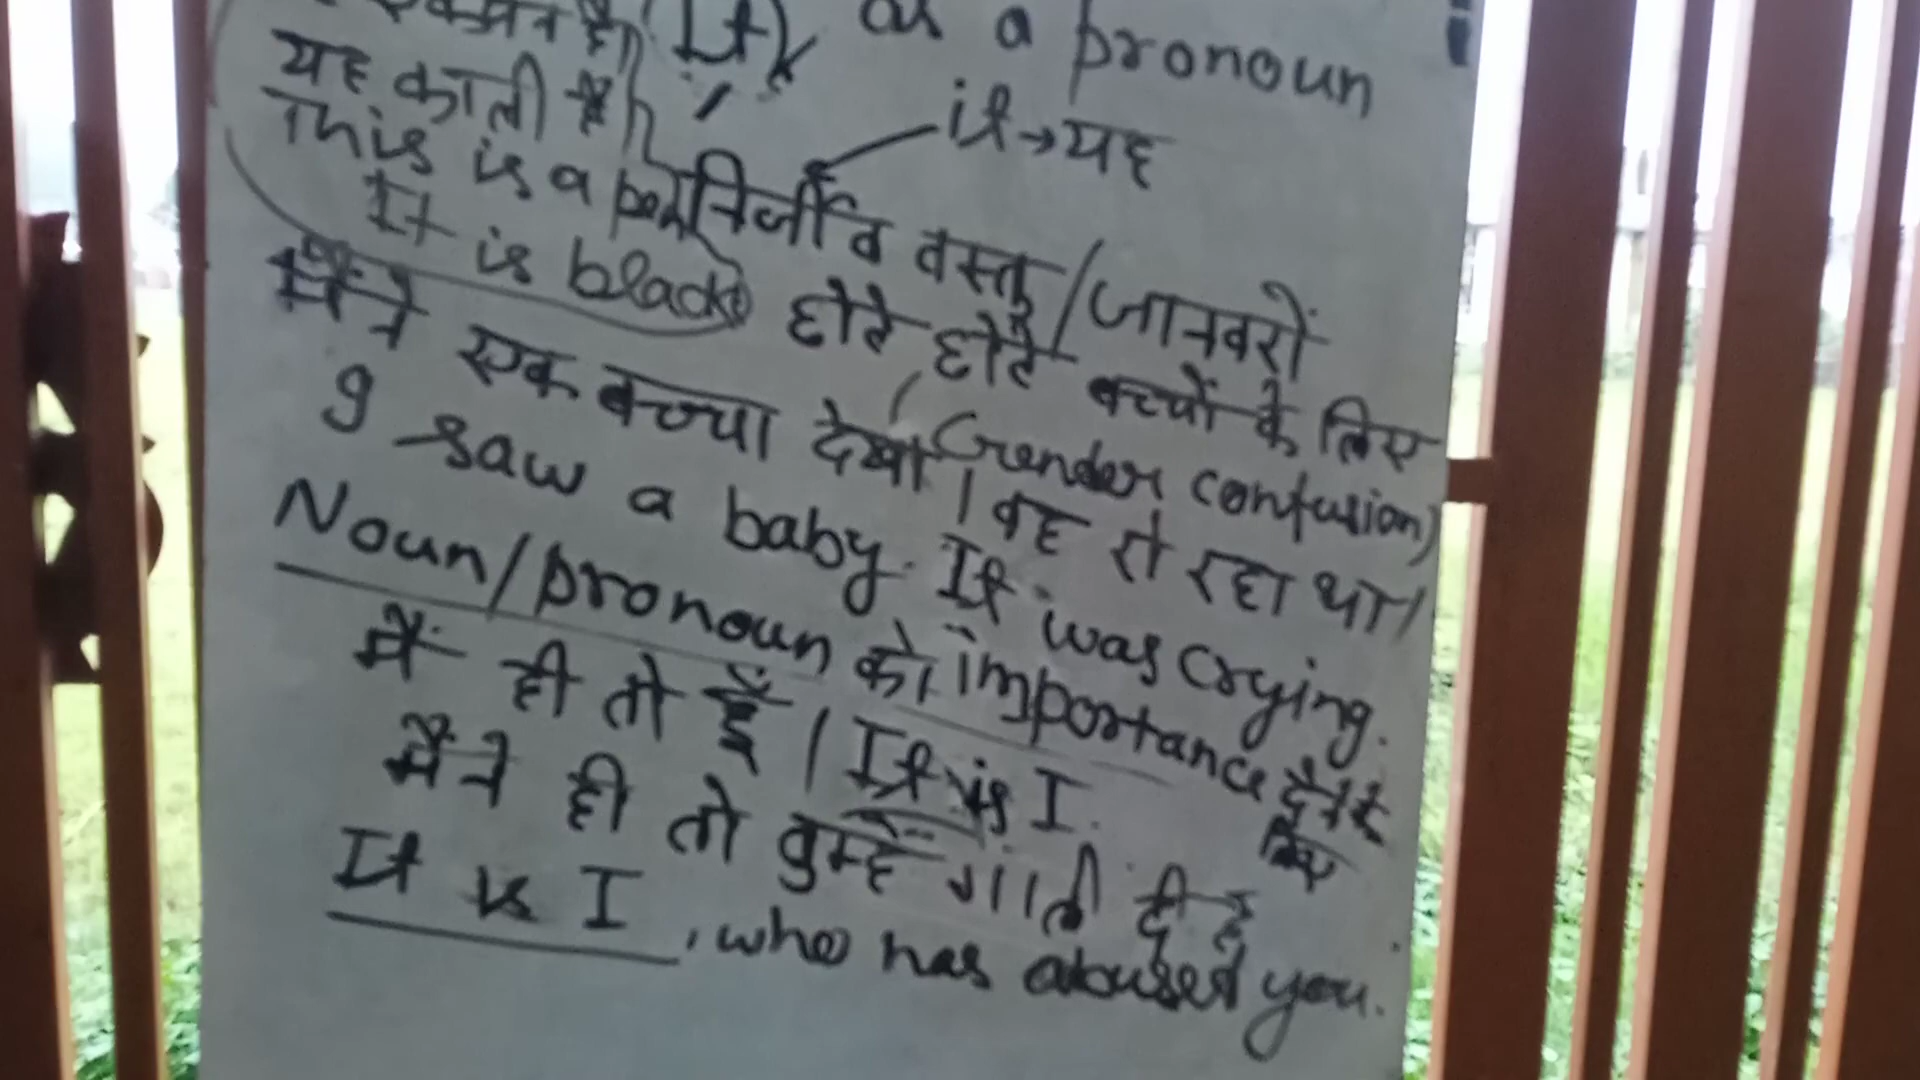 (It) as a pronoun
यह काली है।
it → यह
This is a pen
निर्जीव वस्तु / जानवरों
It is black
छोटे छोटे बच्चों के लिए
(Gender confusion)
मैंने एक बच्चा देखा। वह रो रहा था।
I saw a baby. It was crying.
Noun/pronoun को importance देने के लिए
मैं ही तो हूँ। It is I.
मैंने ही तो तुम्हें गाली दी है
It is I, who has abused you.